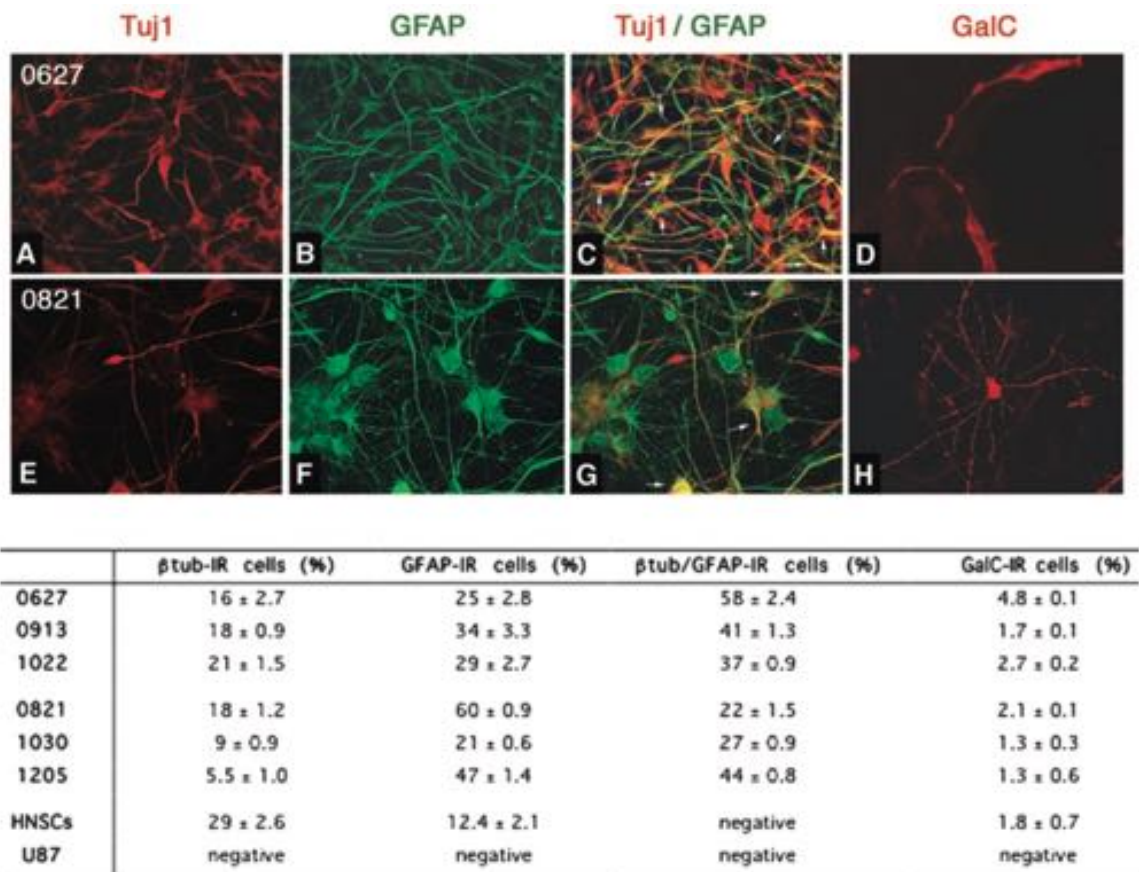 Tuj1 GFAP Tuj1 / GFAP GalC
0627
A B C D
0821
E F G H
βtub-IR cells (%) GFAP-IR cells (%) βtub/GFAP-IR cells (%) GalC-IR cells (%)
0627 16 ± 2.7 25 ± 2.8 58 ± 2.4 4.8 ± 0.1
0913 18 ± 0.9 34 ± 3.3 41 ± 1.3 1.7 ± 0.1
1022 21 ± 1.5 29 ± 2.7 37 ± 0.9 2.7 ± 0.2
0821 18 ± 1.2 60 ± 0.9 22 ± 1.5 2.1 ± 0.1
1030 9 ± 0.9 21 ± 0.6 27 ± 0.9 1.3 ± 0.3
1205 5.5 ± 1.0 47 ± 1.4 44 ± 0.8 1.3 ± 0.6
HNSCs 29 ± 2.6 12.4 ± 2.1 negative 1.8 ± 0.7
U87 negative negative negative negative